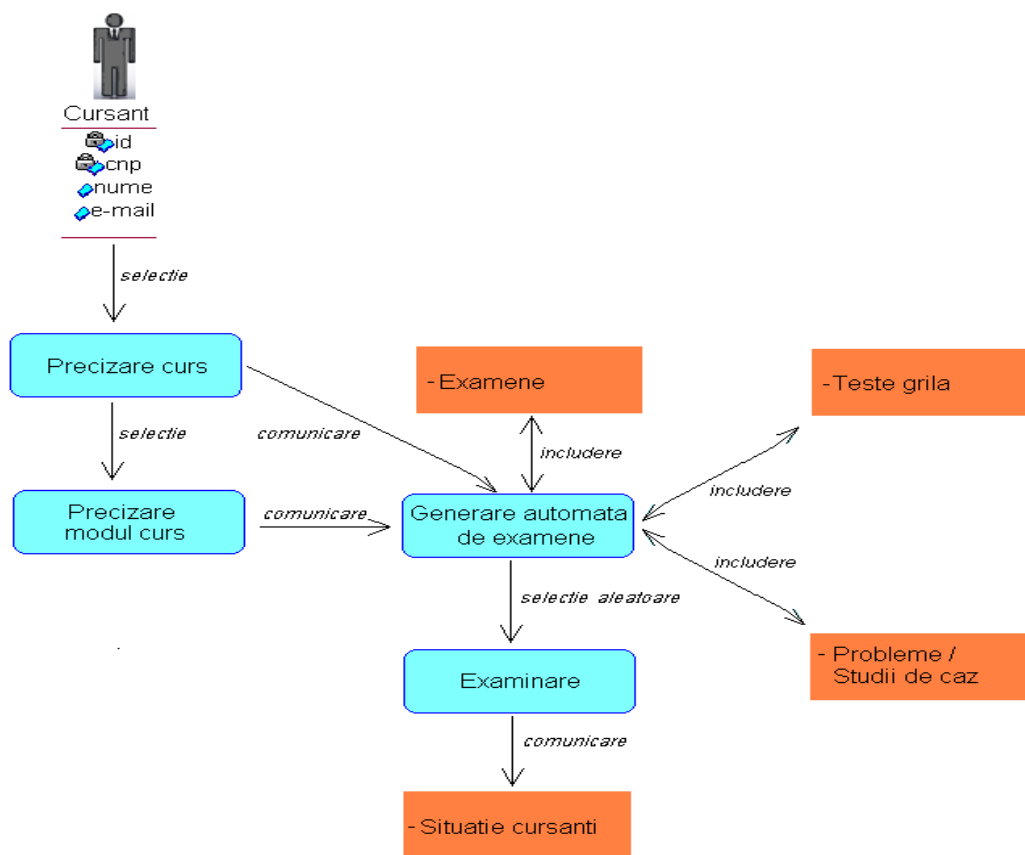 Cursant
id
cnp
nume
e-mail
selectie
Precizare curs
- Examene
-Teste grila
selectie
comunicare
includere
includere
Precizare
modul curs
comunicare
Generare automata
de examene
includere
selectie aleatoare
- Probleme /
Studii de caz
Examinare
comunicare
- Situatie cursanti